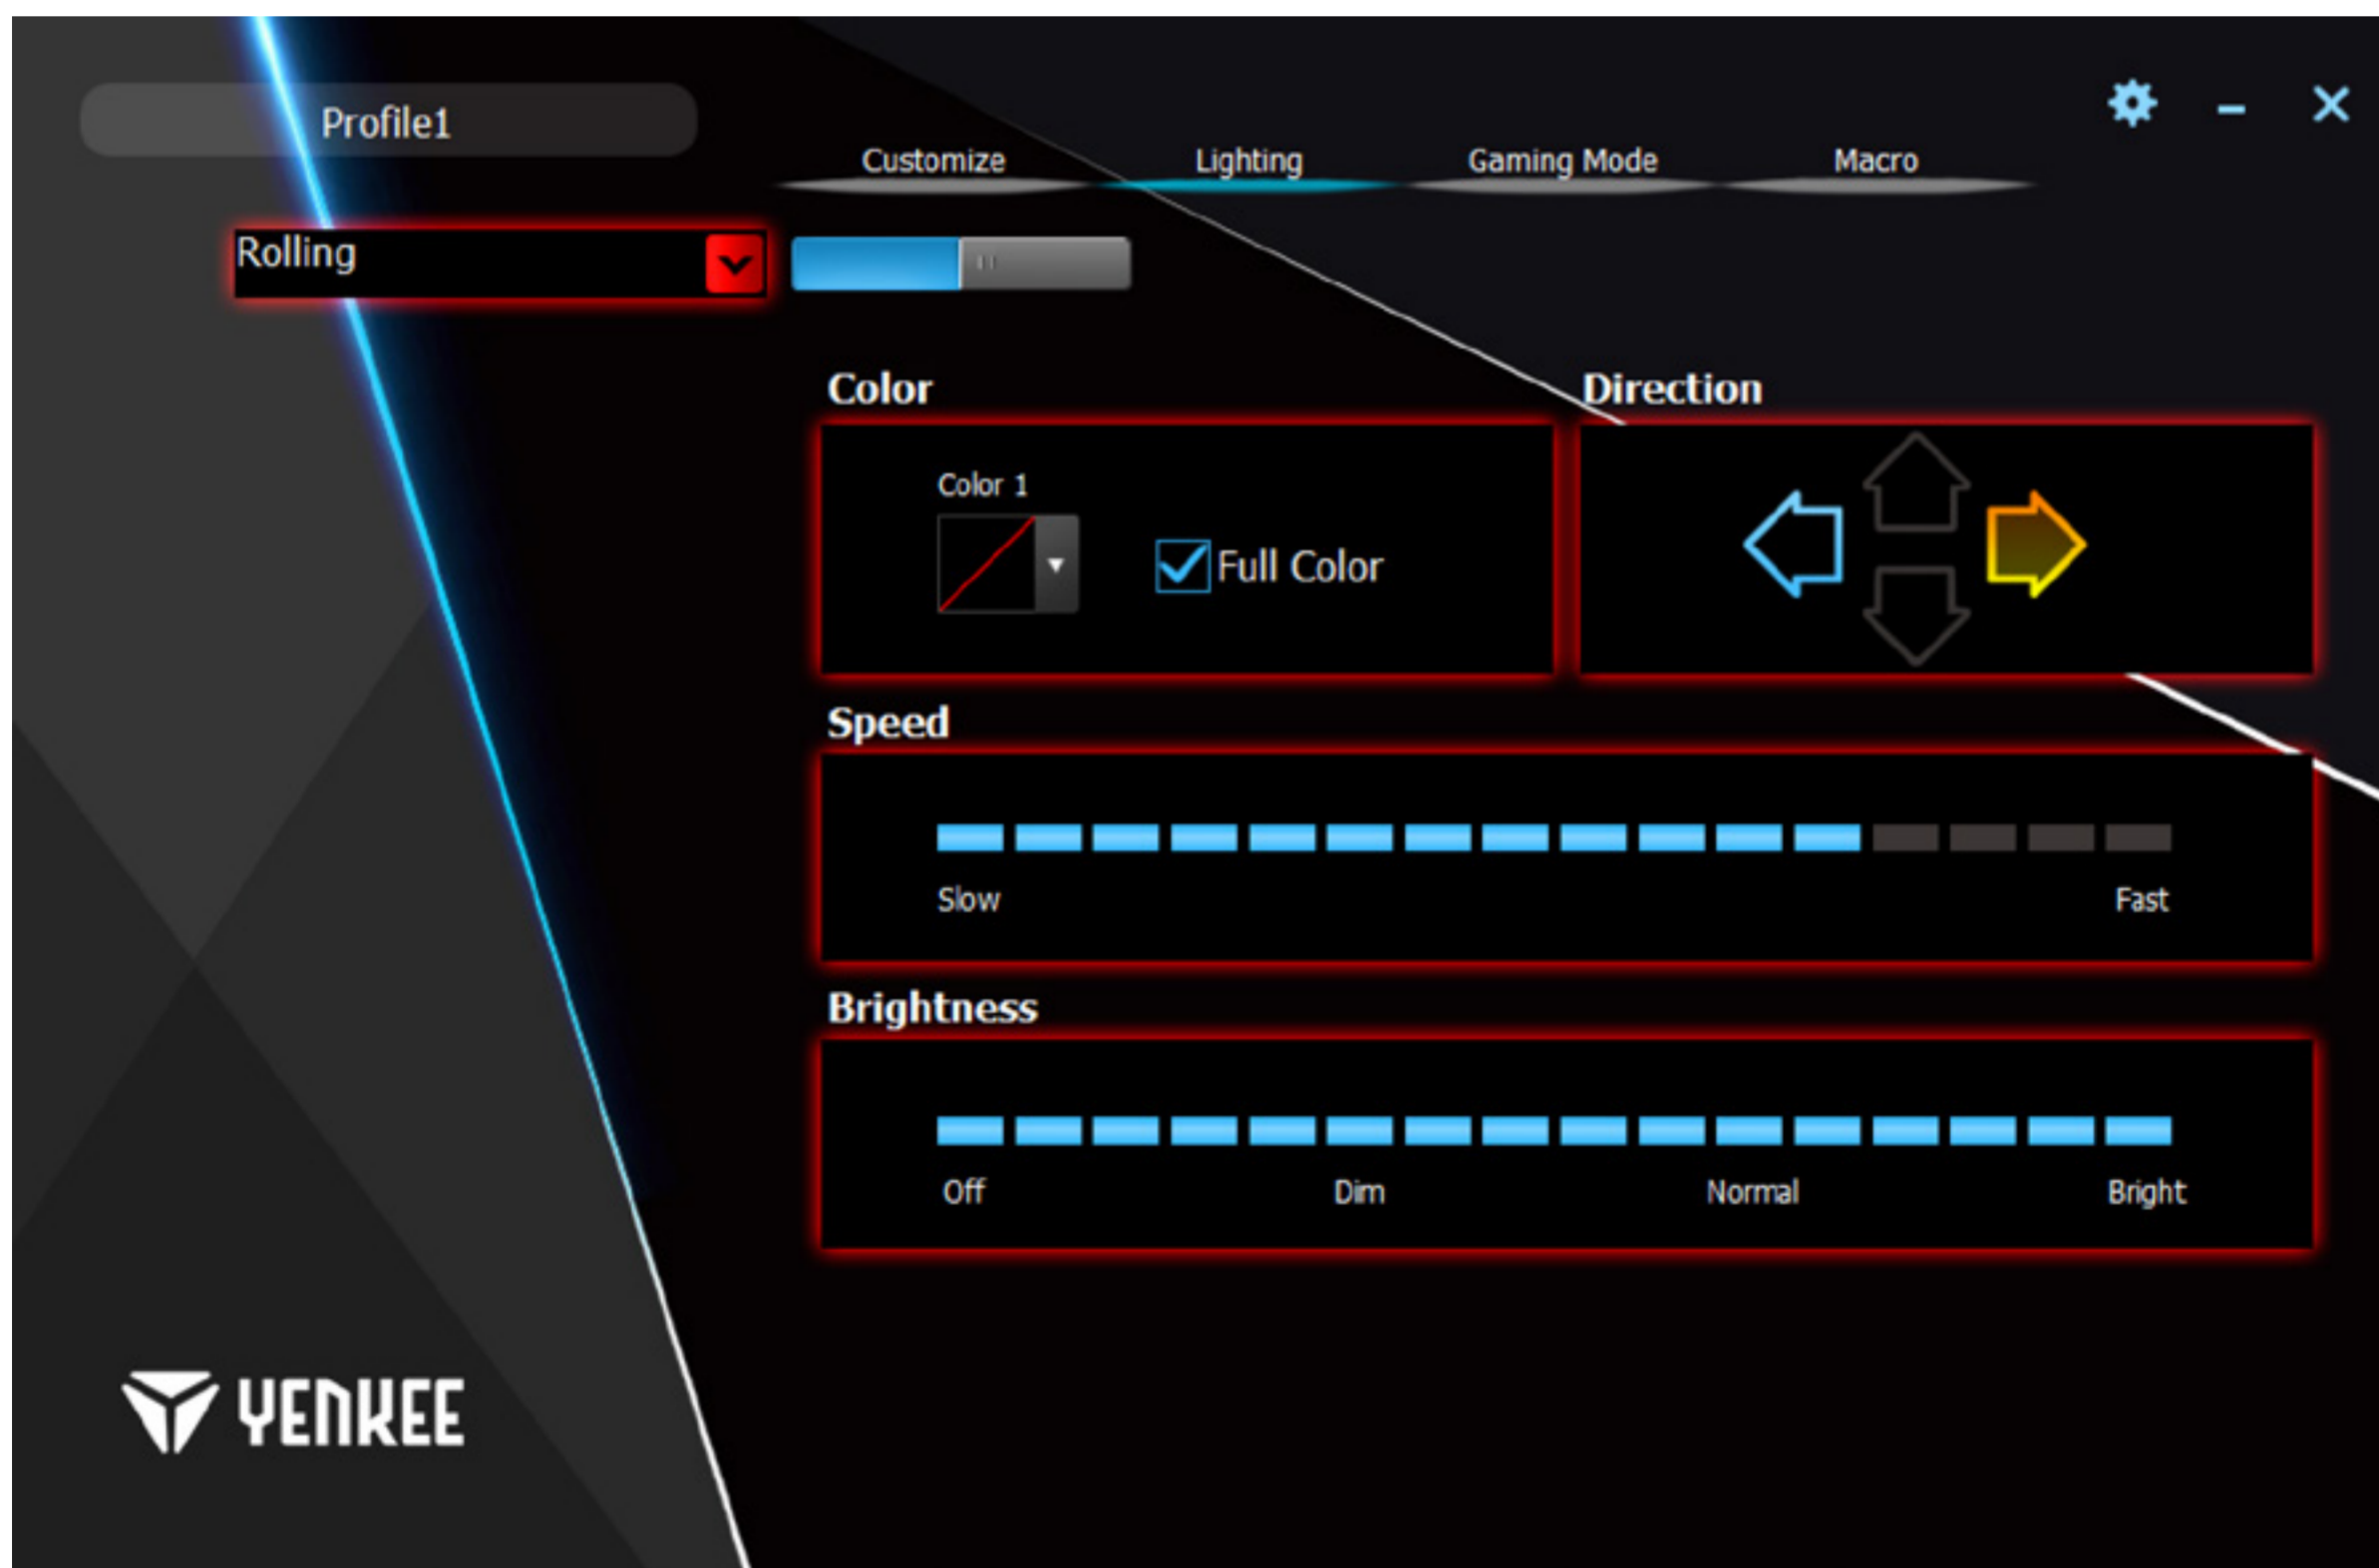 Profile1
Customize
Lighting
Gaming Mode
Macro
Rolling
Color
Direction
Color 1
Full Color
Speed
Slow
Fast
Brightness
Off
Dim
Normal
Bright
YENKEE